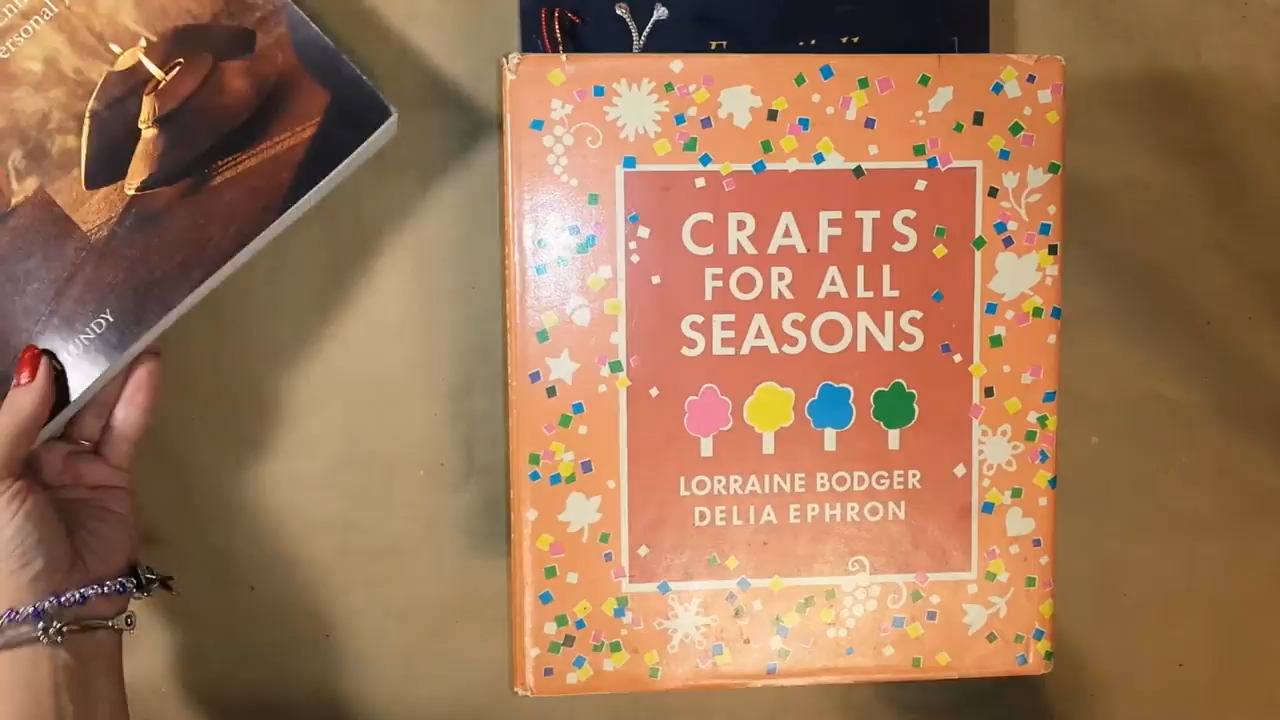 CRAFTS
FOR ALL
SEASONS
LORRAINE BODGER
DELIA EPHRON